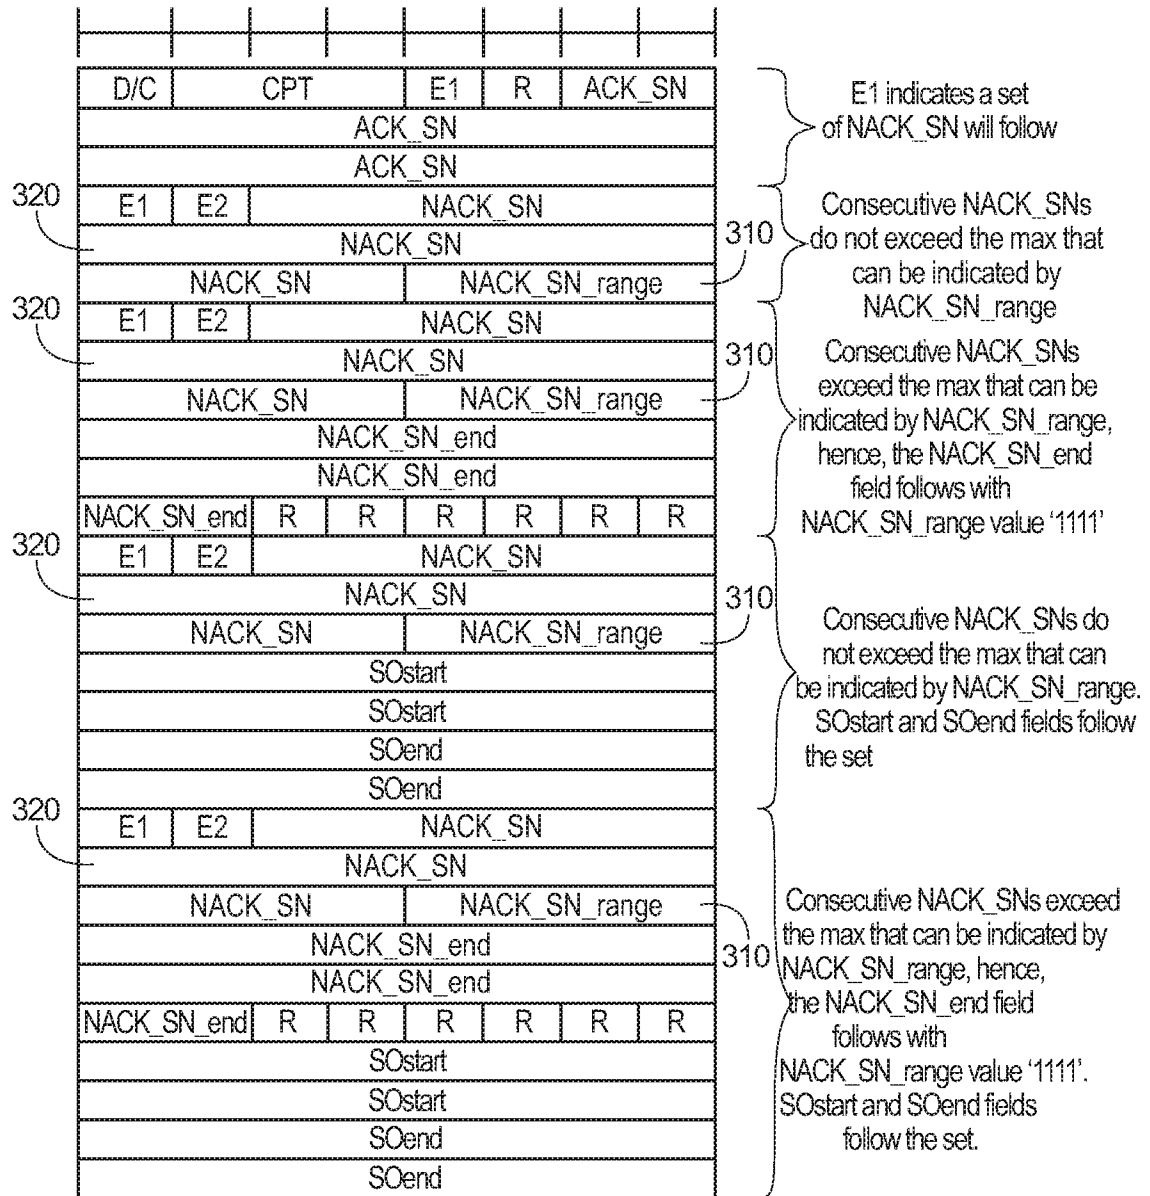 D/C CPT E1 R ACK_SN
ACK_SN
ACK_SN
E1 indicates a set
of NACK_SN will follow
320
E1 E2 NACK_SN
NACK_SN
NACK_SN NACK_SN_range
310
Consecutive NACK_SNs
do not exceed the max that
can be indicated by
NACK_SN_range
320
E1 E2 NACK_SN
NACK_SN
NACK_SN NACK_SN_range
310
NACK_SN_end
NACK_SN_end
NACK_SN_end R R R R R R
Consecutive NACK_SNs
exceed the max that can be
indicated by NACK_SN_range,
hence, the NACK_SN_end
field follows with
NACK_SN_range value '1111'
320
E1 E2 NACK_SN
NACK_SN
NACK_SN NACK_SN_range
310
SOstart
SOstart
SOend
SOend
Consecutive NACK_SNs do
not exceed the max that can
be indicated by NACK_SN_range.
SOstart and SOend fields follow
the set
320
E1 E2 NACK_SN
NACK_SN
NACK_SN NACK_SN_range
310
NACK_SN_end
NACK_SN_end
NACK_SN_end R R R R R R
SOstart
SOstart
SOend
SOend
Consecutive NACK_SNs exceed
the max that can be indicated by
NACK_SN_range, hence,
the NACK_SN_end field
follows with
NACK_SN_range value '1111'.
SOstart and SOend fields
follow the set.